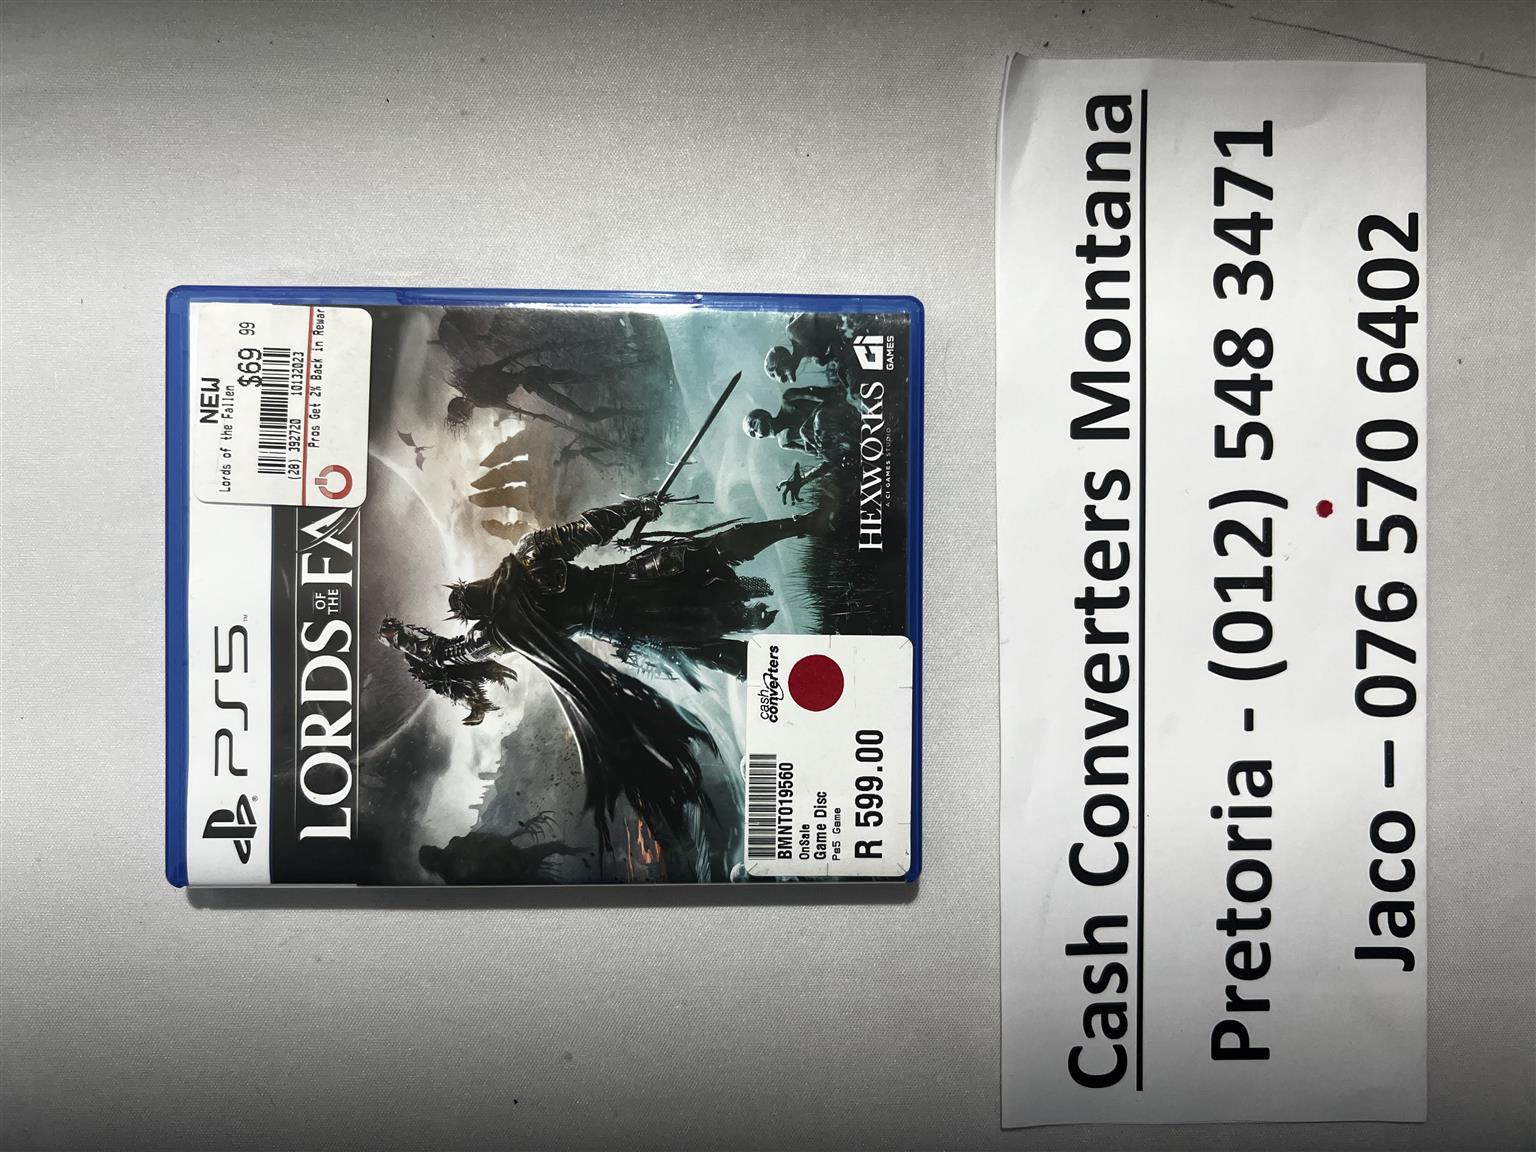 NEW
Lords of the Fallen
$69 99
(28) 392720 10132023
Pros Get 2% Back in Rewar
PS5™
LORDS OF THE FA
HEXWORKS
A CI GAMES STUDIO
CI GAMES
cash converters
BMNT019560
OnSale
Game Disc
Ps5 Game
R 599.00
Cash Converters Montana
Pretoria - (012) 548 3471
Jaco – 076 570 6402